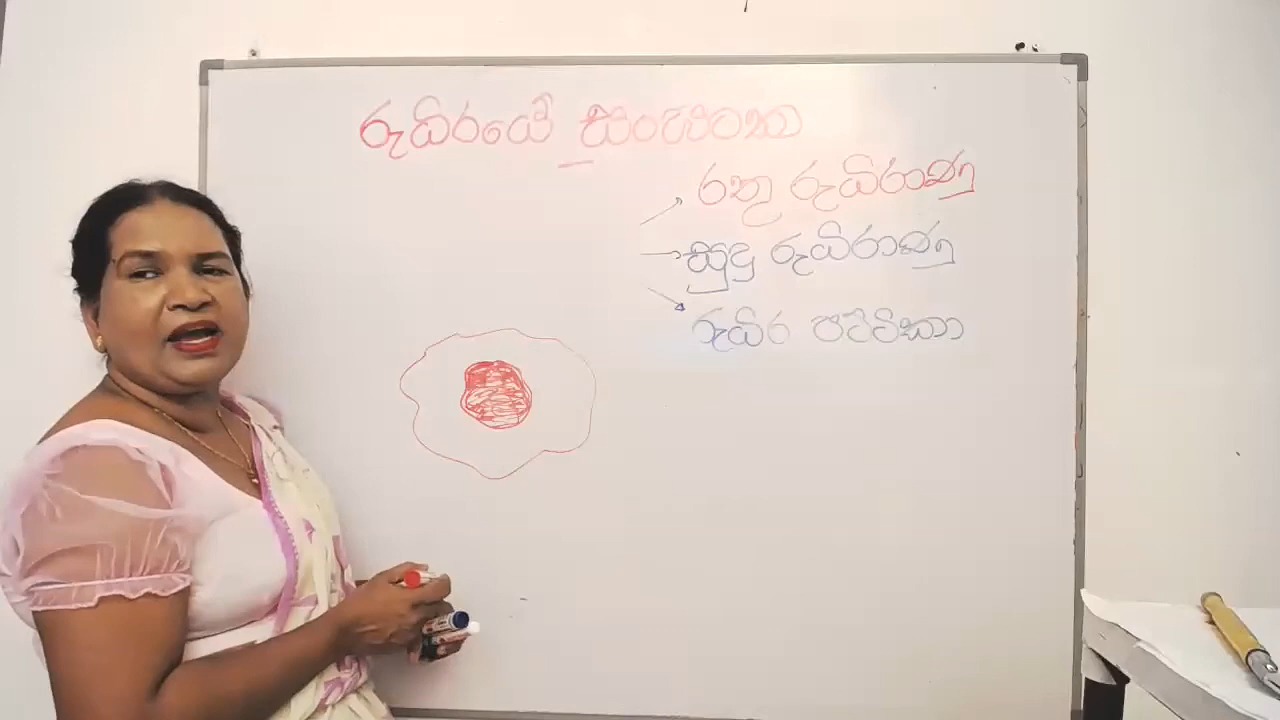 රුධිරයේ සංඝටක
රතු රුධිරාණු
සුදු රුධිරාණු
රුධිර පට්ටිකා